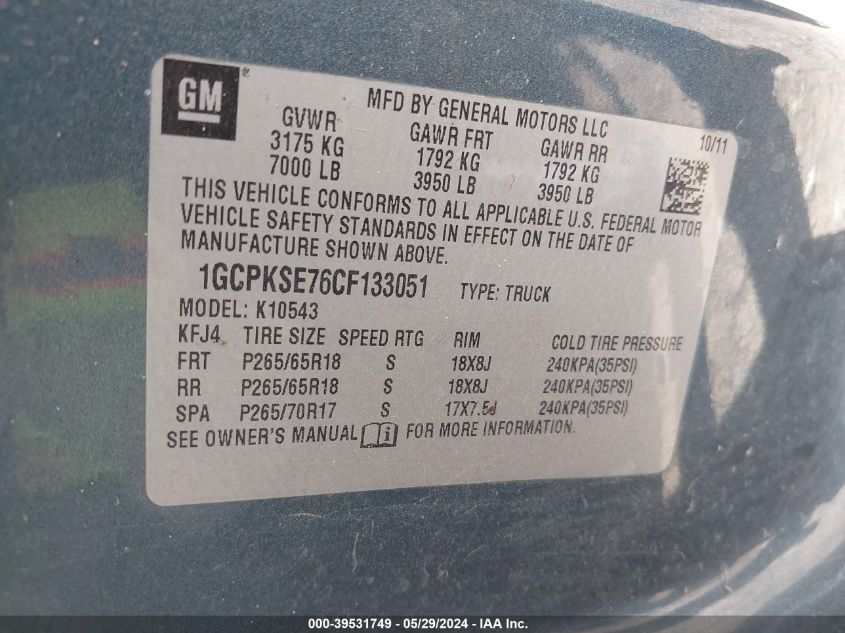 GM®
MFD BY GENERAL MOTORS LLC
10/11
GVWR GAWR FRT GAWR RR
3175 KG 1792 KG 1792 KG
7000 LB 3950 LB 3950 LB
THIS VEHICLE CONFORMS TO ALL APPLICABLE U.S. FEDERAL MOTOR
VEHICLE SAFETY STANDARDS IN EFFECT ON THE DATE OF
MANUFACTURE SHOWN ABOVE.
1GCPKSE76CF133051 TYPE: TRUCK
MODEL: K10543
KFJ4 TIRE SIZE SPEED RTG RIM COLD TIRE PRESSURE
FRT P265/65R18 S 18X8J 240KPA(35PSI)
RR P265/65R18 S 18X8J 240KPA(35PSI)
SPA P265/70R17 S 17X7.5J 240KPA(35PSI)
SEE OWNER'S MANUAL i FOR MORE INFORMATION.
000-39531749 - 05/29/2024 - IAA Inc.